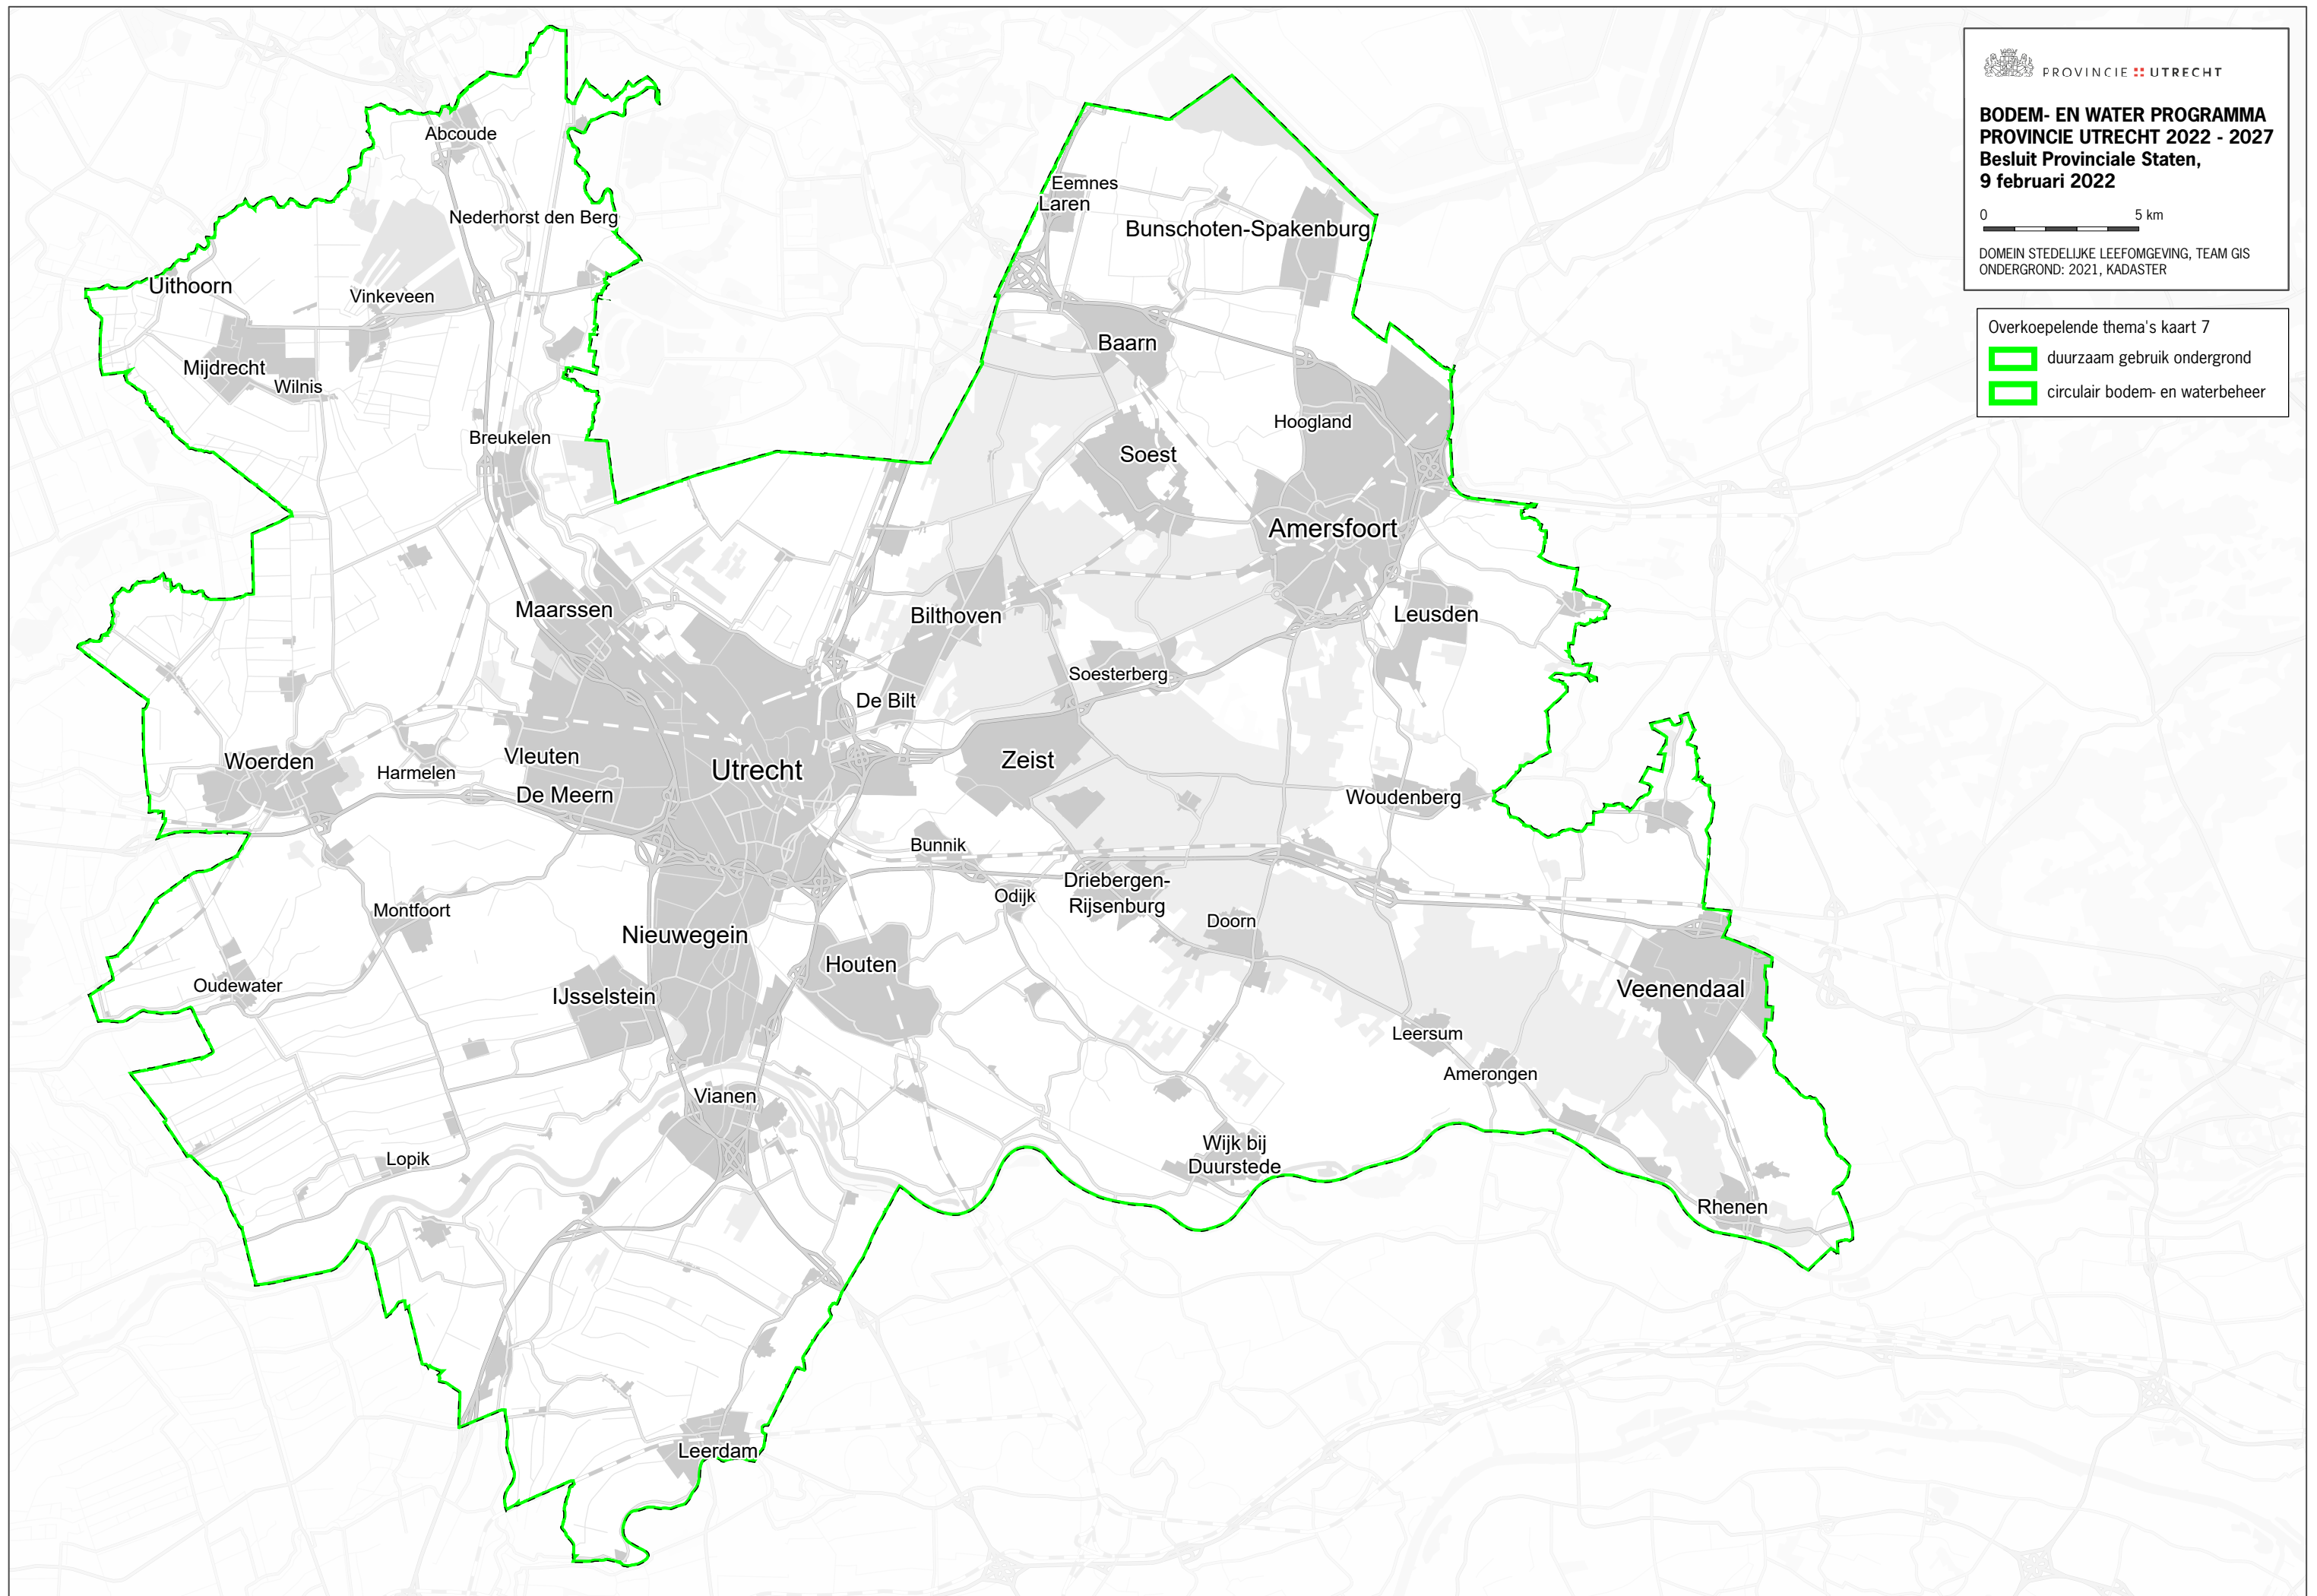 PROVINCIE UTRECHT
BODEM- EN WATER PROGRAMMA
PROVINCIE UTRECHT 2022 - 2027
Besluit Provinciale Staten,
9 februari 2022
0 5 km
DOMEIN STEDELIJKE LEEFOMGEVING, TEAM GIS
ONDERGROND: 2021, KADASTER
Overkoepelende thema's kaart 7
duurzaam gebruik ondergrond
circulair bodem- en waterbeheer
Abcoude
Eemnes
Laren
Nederhorst den Berg
Bunschoten-Spakenburg
Uithoorn
Vinkeveen
Baarn
Mijdrecht
Wilnis
Hoogland
Breukelen
Soest
Amersfoort
Maarssen
Bilthoven
Leusden
Soesterberg
De Bilt
Vleuten
Woerden
Utrecht
Zeist
Harmelen
De Meern
Woudenberg
Bunnik
Driebergen-
Rijsenburg
Odijk
Montfoort
Doorn
Nieuwegein
Houten
Oudewater
IJsselstein
Veenendaal
Leersum
Amerongen
Vianen
Wijk bij
Duurstede
Lopik
Rhenen
Leerdam